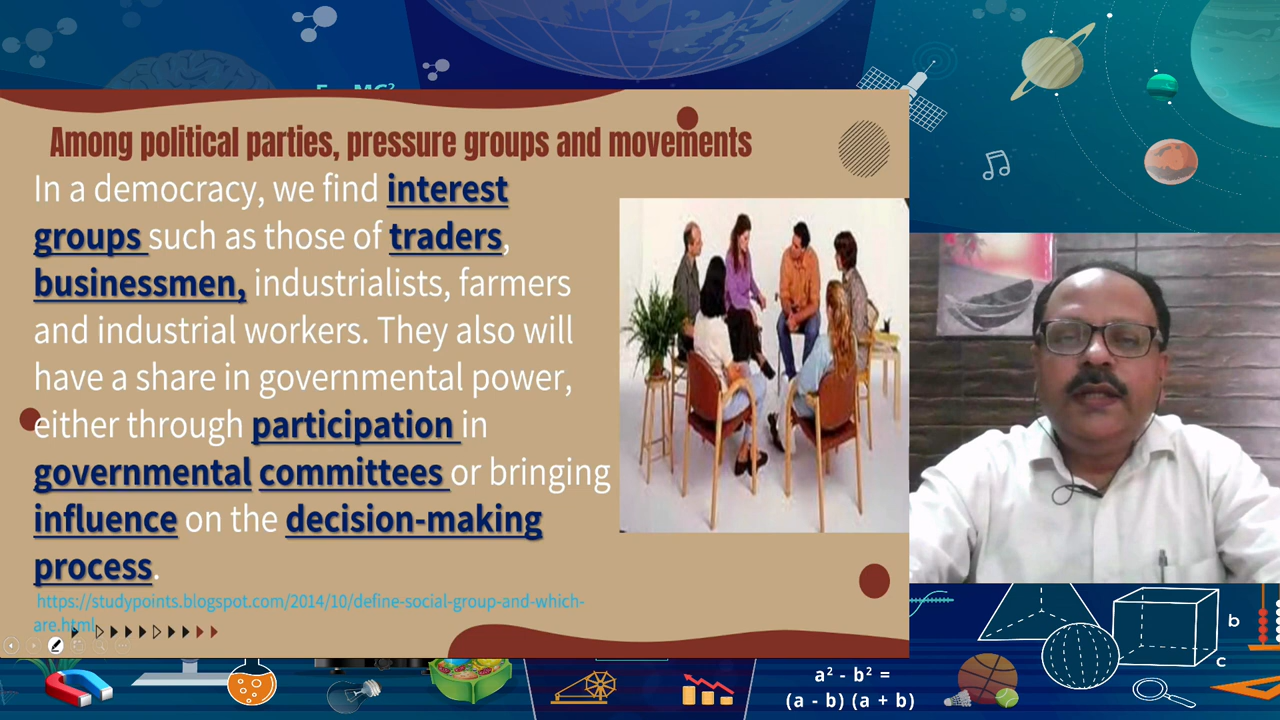 E=MC²
Among political parties, pressure groups and movements
In a democracy, we find interest
groups such as those of traders,
businessmen, industrialists, farmers
and industrial workers. They also will
have a share in governmental power,
either through participation in
governmental committees or bringing
influence on the decision-making
process.
https://studypoints.blogspot.com/2014/10/define-social-group-and-which-
are.html
a² - b² =
(a - b) (a + b)
b
c